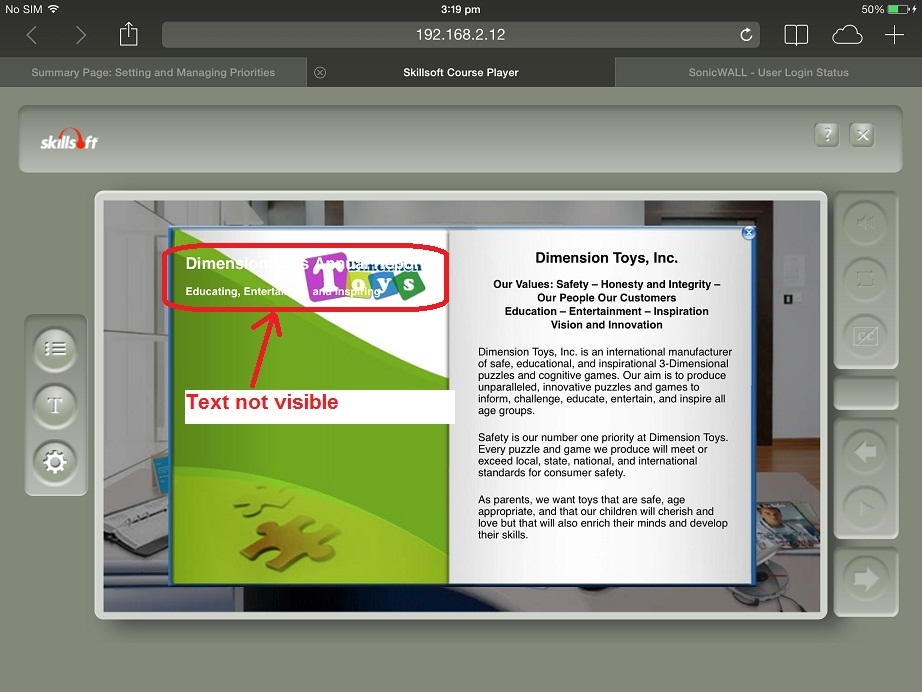 No SIM 3:19 pm 50%
192.168.2.12
Summary Page: Setting and Managing Priorities
Skillsoft Course Player
SonicWALL - User Login Status
skillsoft
?
Dimension Toys Annual Report
Toys
Educating, Entertaining and Inspiring
Text not visible
Dimension Toys, Inc.
Our Values: Safety – Honesty and Integrity –
Our People Our Customers
Education – Entertainment – Inspiration
Vision and Innovation
Dimension Toys, Inc. is an international manufacturer
of safe, educational, and inspirational 3-Dimensional
puzzles and cognitive games. Our aim is to produce
unparalleled, innovative puzzles and games to
inform, challenge, educate, entertain, and inspire all
age groups.
Safety is our number one priority at Dimension Toys.
Every puzzle and game we produce will meet or
exceed local, state, national, and international
standards for consumer safety.
As parents, we want toys that are safe, age
appropriate, and that our children will cherish and
love but that will also enrich their minds and develop
their skills.
T
CC